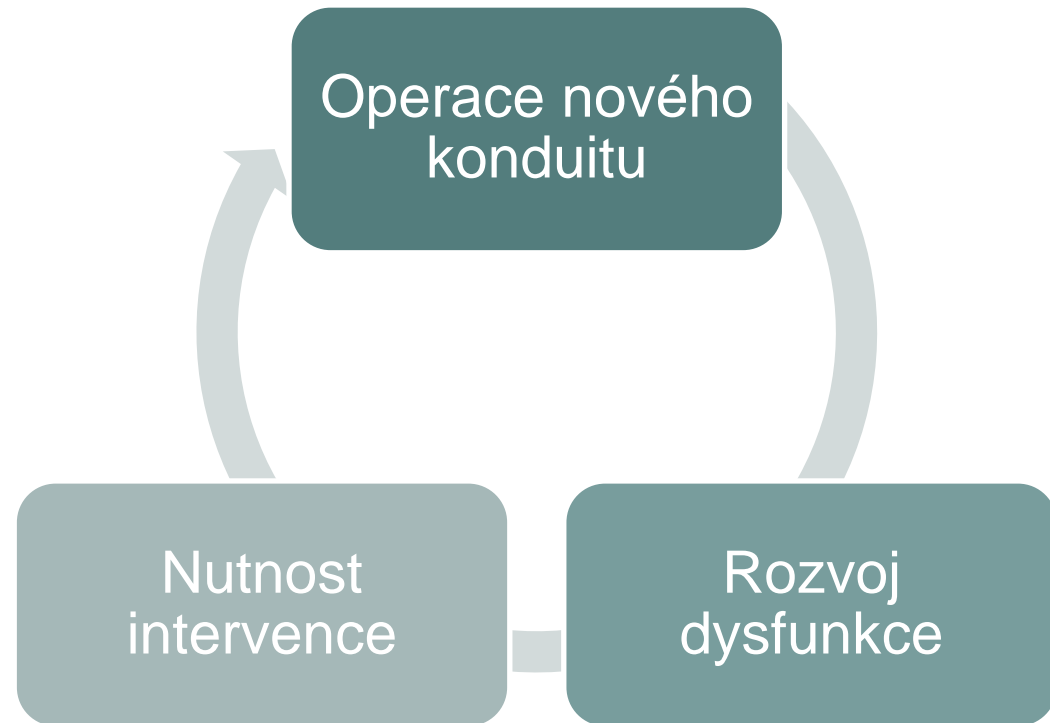 Operace nového
konduitu
Nutnost
intervence
Rozvoj
dysfunkce